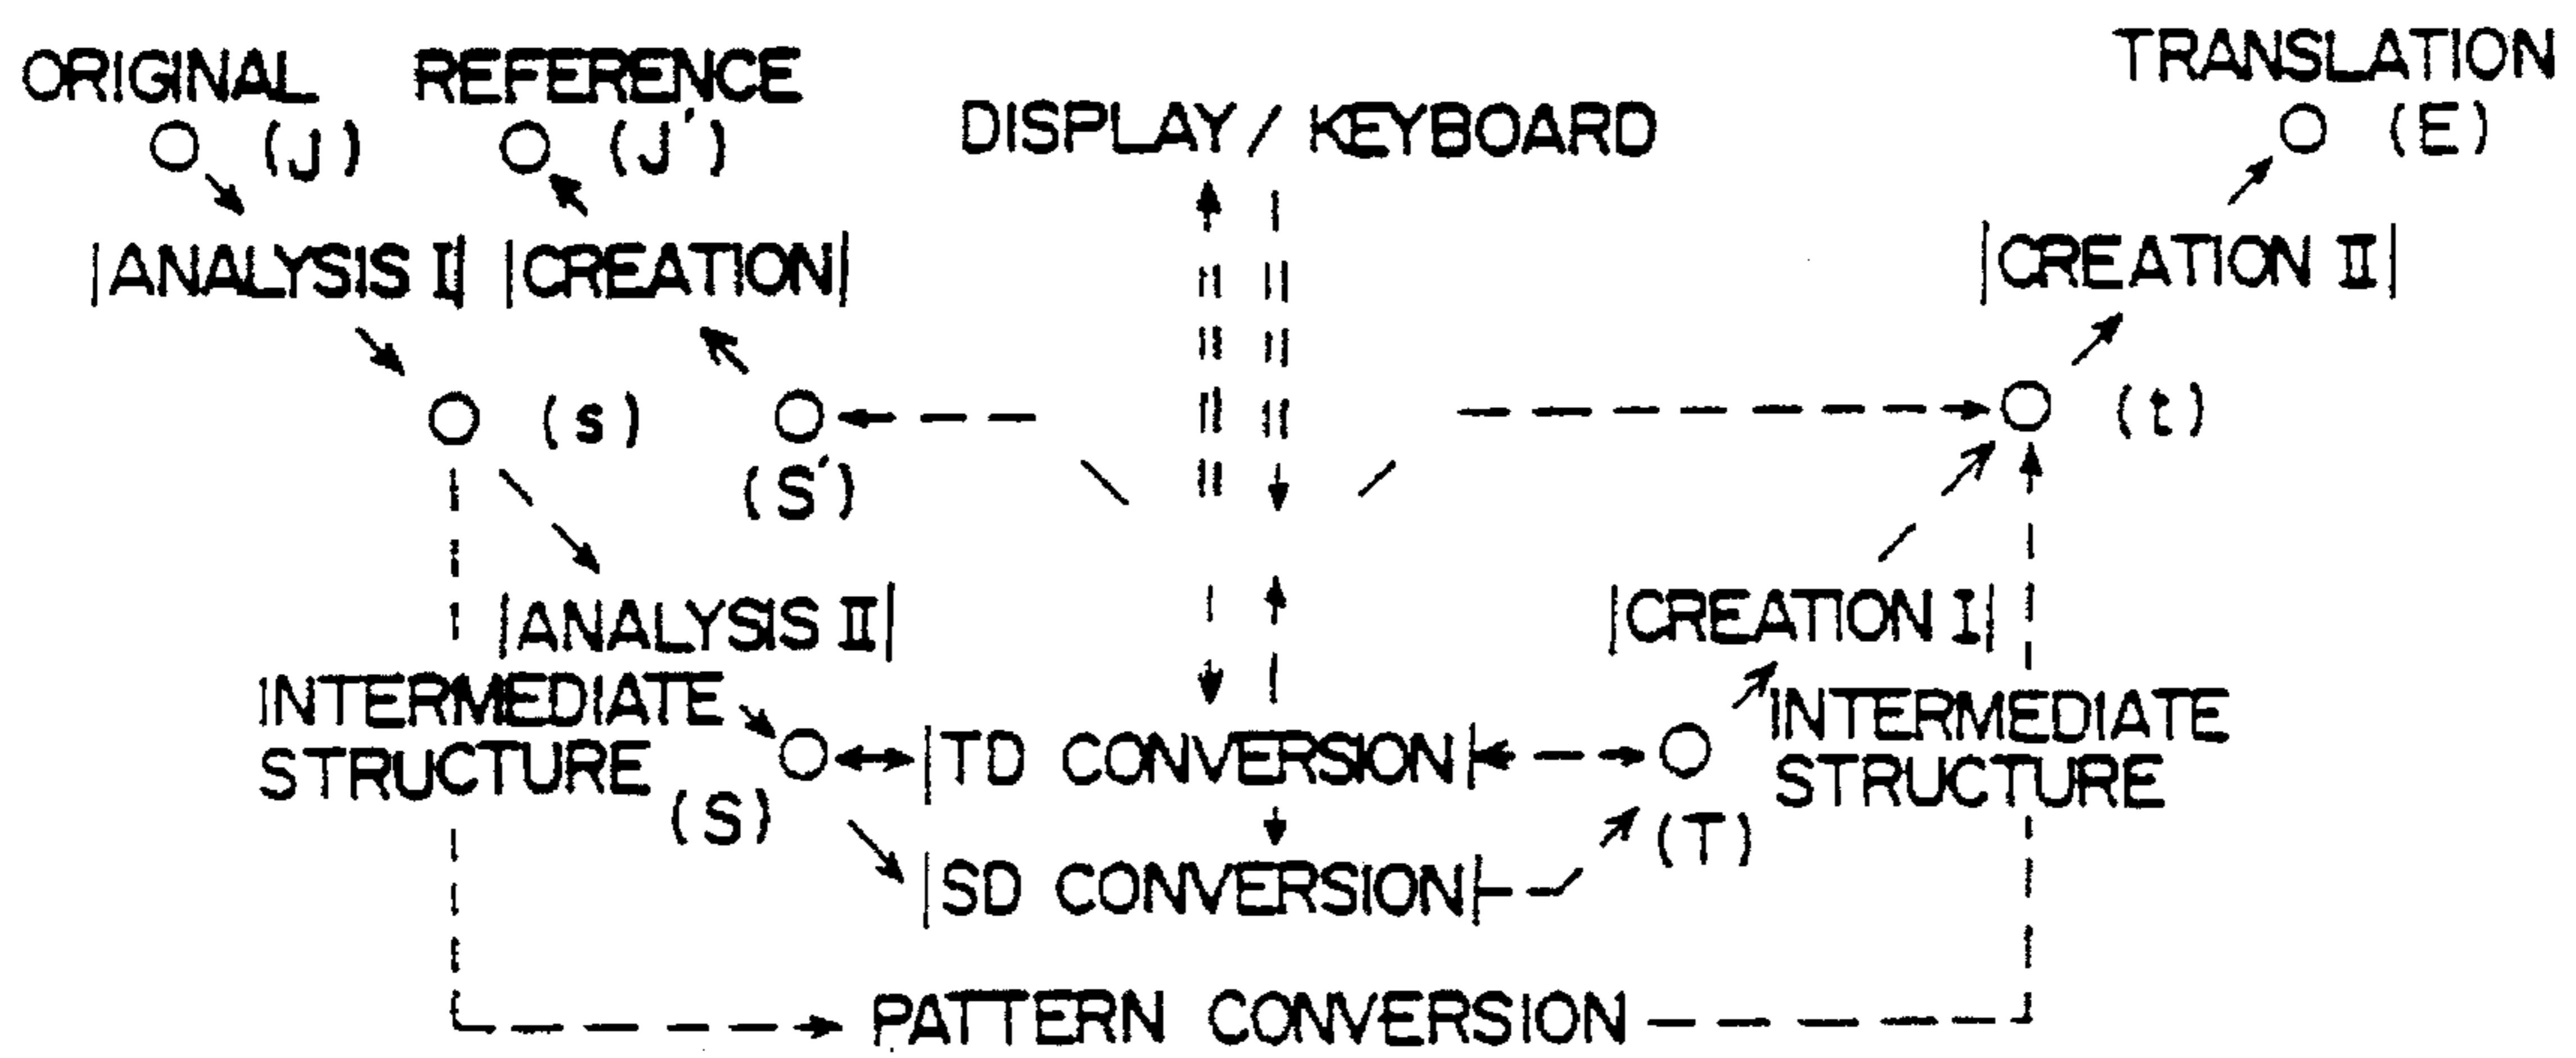 ORIGINAL REFERENCE TRANSLATION
(J) (J') DISPLAY / KEYBOARD (E)
|ANALYSIS I| |CREATION| |CREATION II|
(s) (t)
(S')
|ANALYSIS II| |CREATION I|
INTERMEDIATE INTERMEDIATE
STRUCTURE |TD CONVERSION| STRUCTURE
(S) (T)
|SD CONVERSION|
PATTERN CONVERSION